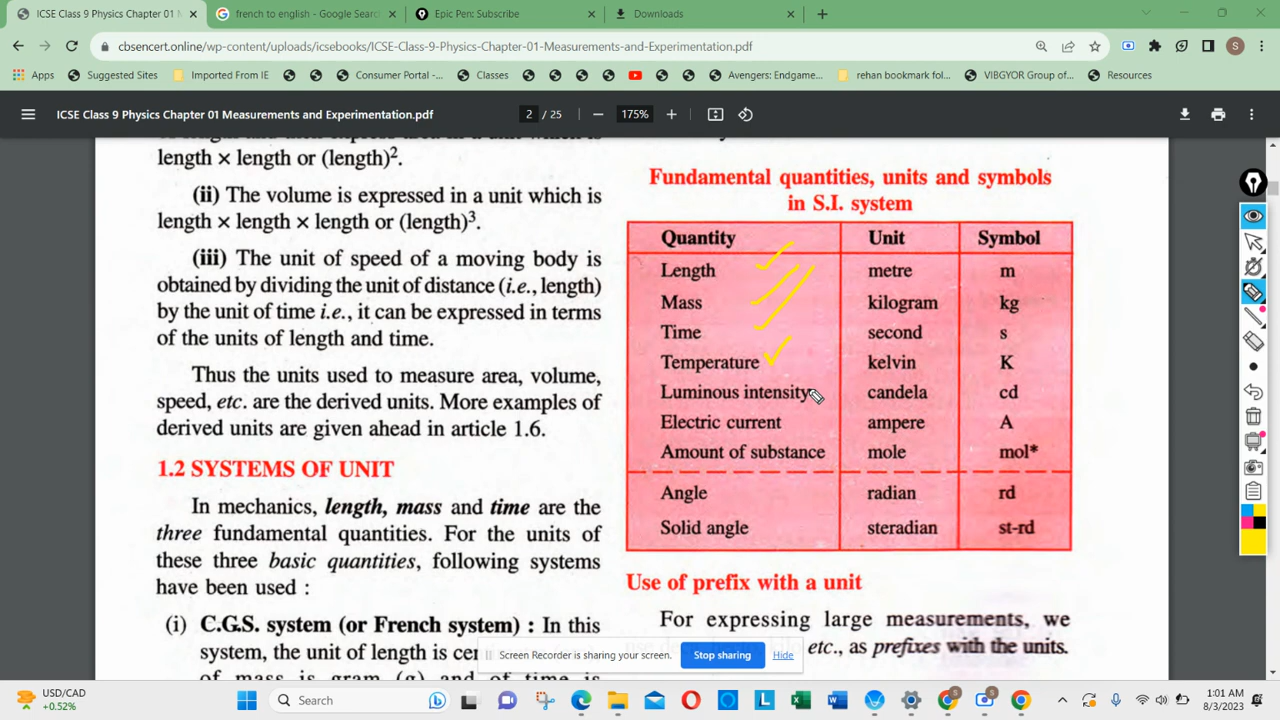 ICSE Class 9 Physics Chapter 01 M
french to english - Google Search
Epic Pen: Subscribe
Downloads
cbsencert.online/wp-content/uploads/icsebooks/ICSE-Class-9-Physics-Chapter-01-Measurements-and-Experimentation.pdf
S
Apps
Suggested Sites
Imported From IE
Consumer Portal -...
Classes
Avengers: Endgame...
rehan bookmark fol...
VIBGYOR Group of...
Resources
ICSE Class 9 Physics Chapter 01 Measurements and Experimentation.pdf
2 / 25
175%
length × length or (length)².
(ii) The volume is expressed in a unit which is
length × length × length or (length)³.
(iii) The unit of speed of a moving body is
obtained by dividing the unit of distance (i.e., length)
by the unit of time i.e., it can be expressed in terms
of the units of length and time.
Thus the units used to measure area, volume,
speed, etc. are the derived units. More examples of
derived units are given ahead in article 1.6.
1.2 SYSTEMS OF UNIT
In mechanics, length, mass and time are the
three fundamental quantities. For the units of
these three basic quantities, following systems
have been used :
(i) C.G.S. system (or French system) : In this
system, the unit of length is cen
of mass is gram (g) and of time is
Fundamental quantities, units and symbols
in S.I. system
Quantity Unit Symbol
Length metre m
Mass kilogram kg
Time second s
Temperature kelvin K
Luminous intensity candela cd
Electric current ampere A
Amount of substance mole mol*
Angle radian rd
Solid angle steradian st-rd
Use of prefix with a unit
For expressing large measurements, we
etc., as prefixes with the units.
Screen Recorder is sharing your screen.
Stop sharing
Hide
USD/CAD
+0.52%
Search
1:01 AM
8/3/2023